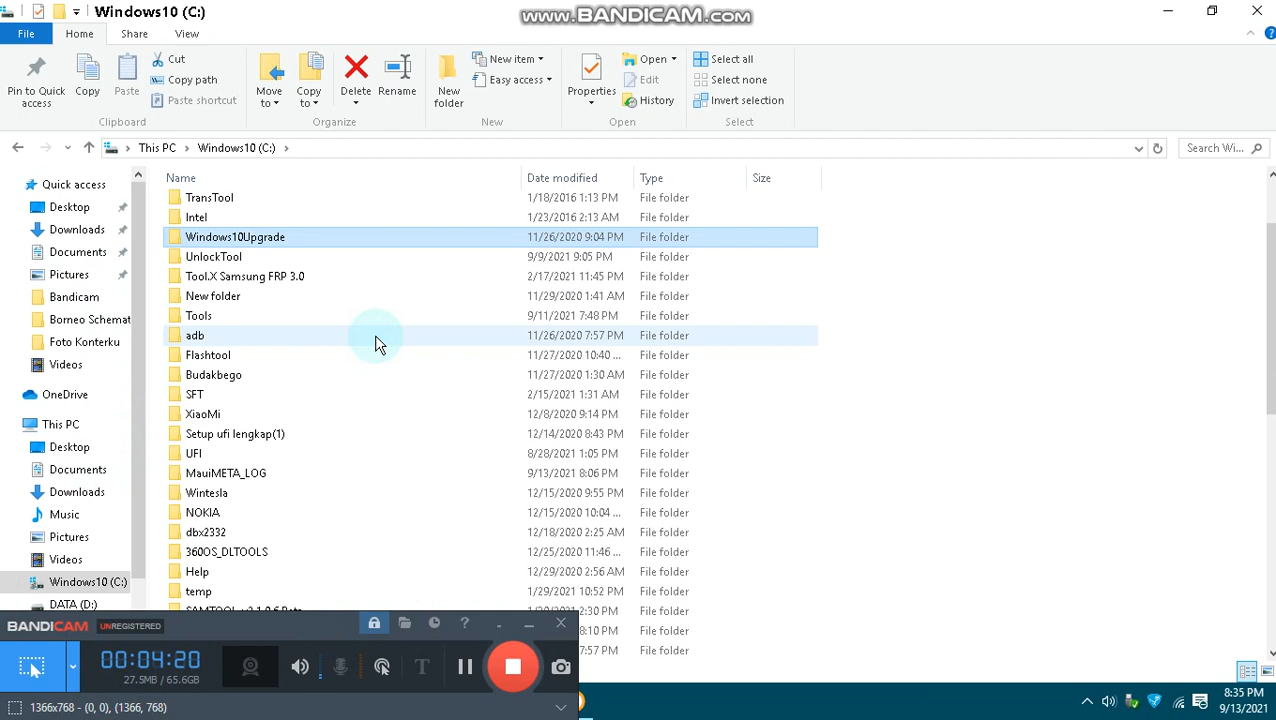 Windows10 (C:)
www.BANDICAM.com
File Home Share View
Pin to Quick access
Copy
Paste
Cut
Copy path
Paste shortcut
Clipboard
Move to
Copy to
Delete
Rename
Organize
New folder
New item
Easy access
New
Properties
Open
Edit
History
Open
Select all
Select none
Invert selection
Select
This PC > Windows10 (C:) >
Search Wi...
Quick access
Desktop
Downloads
Documents
Pictures
Bandicam
Borneo Schemat
Foto Konterku
Videos
OneDrive
This PC
Desktop
Documents
Downloads
Music
Pictures
Videos
Windows10 (C:)
DATA (D:)
Name Date modified Type Size
TransTool 1/18/2016 1:13 PM File folder
Intel 1/23/2016 2:13 AM File folder
Windows10Upgrade 11/26/2020 9:04 PM File folder
UnlockTool 9/9/2021 9:05 PM File folder
Tool.X Samsung FRP 3.0 2/17/2021 11:45 PM File folder
New folder 11/29/2020 1:41 AM File folder
Tools 9/11/2021 7:48 PM File folder
adb 11/26/2020 7:57 PM File folder
Flashtool 11/27/2020 10:40 ... File folder
Budakbego 11/27/2020 1:30 AM File folder
SFT 2/15/2021 1:31 AM File folder
XiaoMi 12/8/2020 9:14 PM File folder
Setup ufi lengkap(1) 12/14/2020 8:43 PM File folder
UFI 8/28/2021 1:05 PM File folder
MauiMETA_LOG 9/13/2021 8:06 PM File folder
Wintesla 12/15/2020 9:55 PM File folder
NOKIA 12/15/2020 10:04 ... File folder
dbx2332 12/18/2020 2:25 AM File folder
360OS_DLTOOLS 12/25/2020 11:46 ... File folder
Help 12/29/2020 2:56 AM File folder
temp 1/29/2021 10:52 PM File folder
2:30 PM File folder
8:10 PM File folder
7:57 PM File folder
BANDICAM UNREGISTERED
00:04:20
27.5MB / 65.6GB
1366x768 - (0, 0), (1366, 768)
8:35 PM
9/13/2021